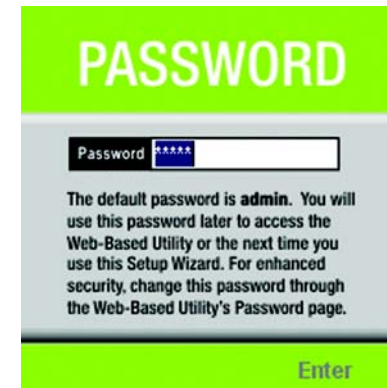 PASSWORD
Password *****
The default password is admin. You will
use this password later to access the
Web-Based Utility or the next time you
use this Setup Wizard. For enhanced
security, change this password through
the Web-Based Utility's Password page.
Enter